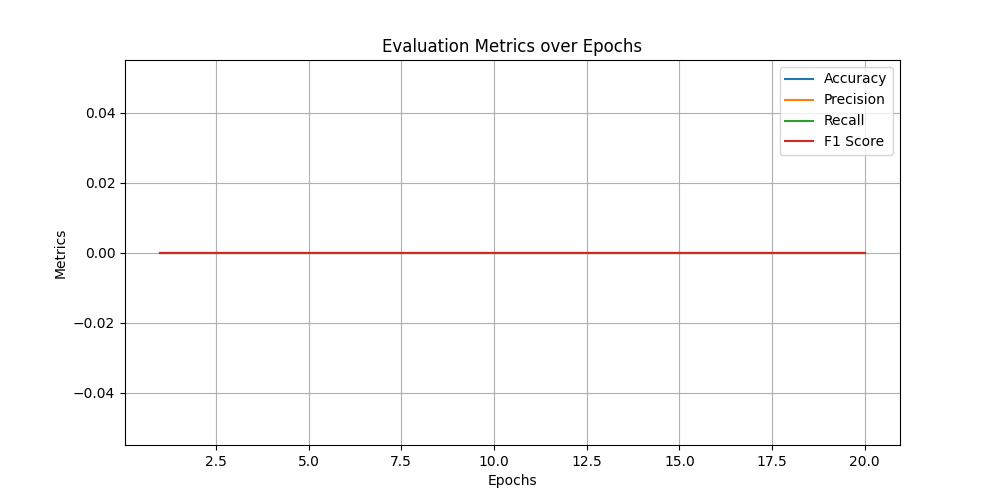 Evaluation Metrics over Epochs
Accuracy
Precision
Recall
F1 Score
0.04
0.02
0.00
−0.02
−0.04
Metrics
2.5 5.0 7.5 10.0 12.5 15.0 17.5 20.0
Epochs